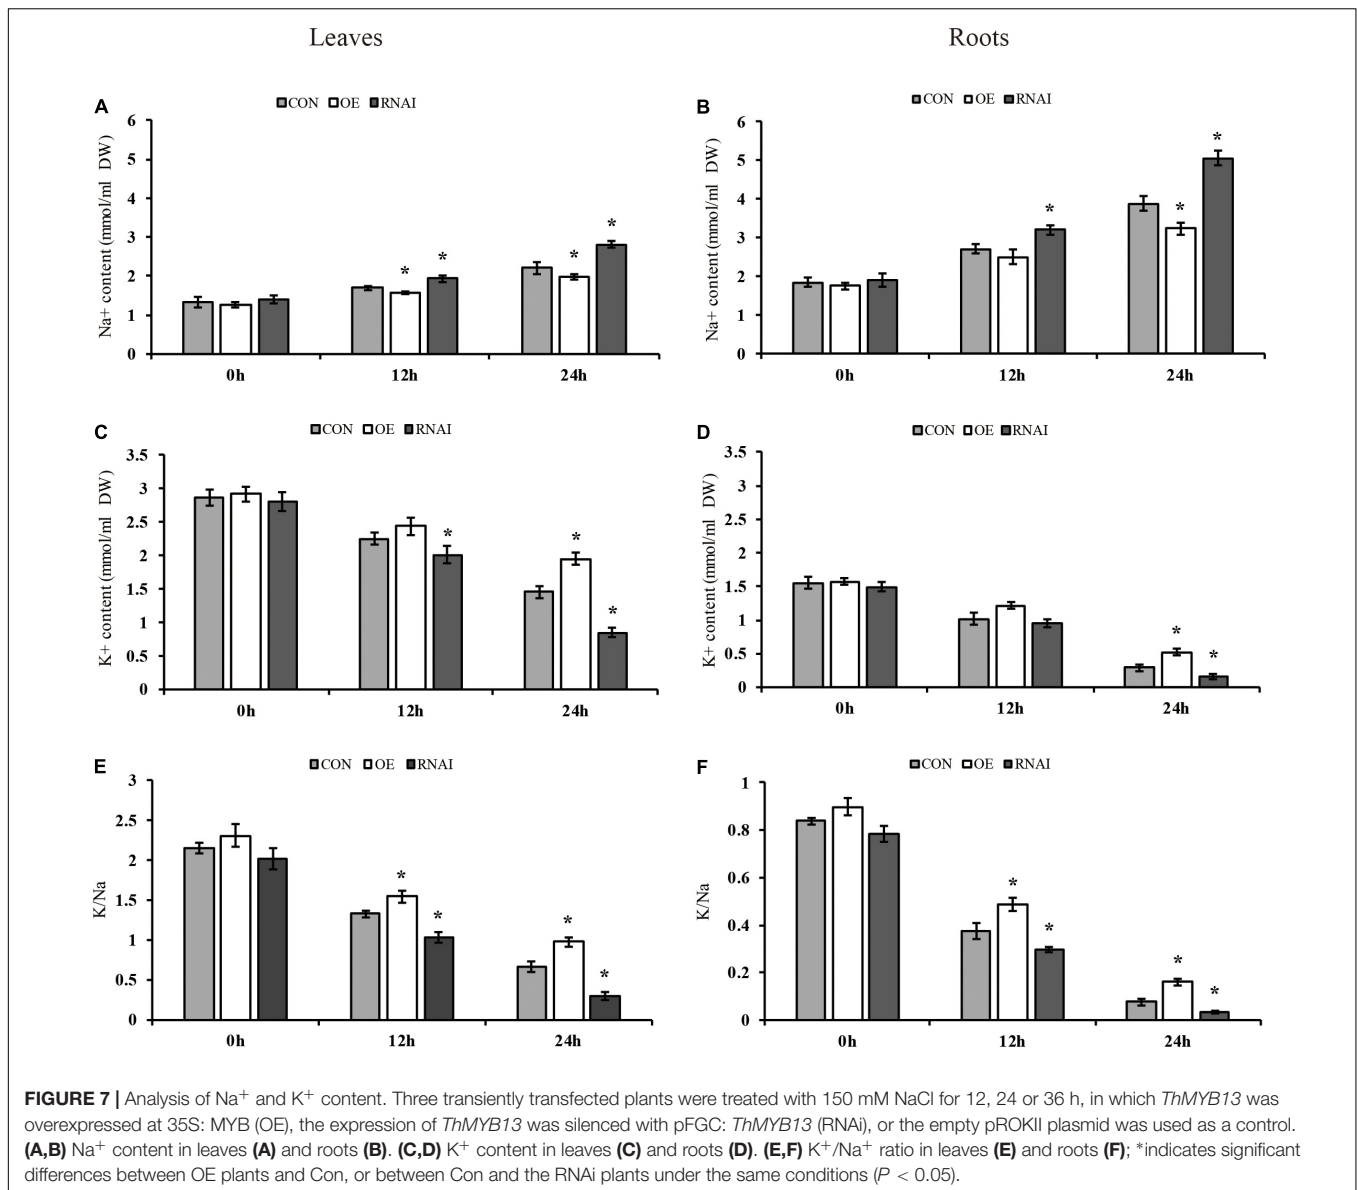 Leaves
Roots
A
CON OE RNAI
Na+ content (mmol/ml DW)
6
5
4
3
2
1
0
0h 12h 24h
* * * *
B
CON OE RNAI
Na+ content (mmol/ml DW)
6
5
4
3
2
1
0
0h 12h 24h
* * *
C
CON OE RNAI
K+ content (mmol/ml DW)
3.5
3
2.5
2
1.5
1
0.5
0
0h 12h 24h
* * *
D
CON OE RNAI
K+ content (mmol/ml DW)
3.5
3
2.5
2
1.5
1
0.5
0
0h 12h 24h
* *
E
CON OE RNAI
K/Na
3
2.5
2
1.5
1
0.5
0
0h 12h 24h
* * * *
F
CON OE RNAI
K/Na
1
0.8
0.6
0.4
0.2
0
0h 12h 24h
* * * *
FIGURE 7 | Analysis of Na⁺ and K⁺ content. Three transiently transfected plants were treated with 150 mM NaCl for 12, 24 or 36 h, in which ThMYB13 was
overexpressed at 35S: MYB (OE), the expression of ThMYB13 was silenced with pFGC: ThMYB13 (RNAi), or the empty pROKII plasmid was used as a control.
(A,B) Na⁺ content in leaves (A) and roots (B). (C,D) K⁺ content in leaves (C) and roots (D). (E,F) K⁺/Na⁺ ratio in leaves (E) and roots (F); *indicates significant
differences between OE plants and Con, or between Con and the RNAi plants under the same conditions (P < 0.05).